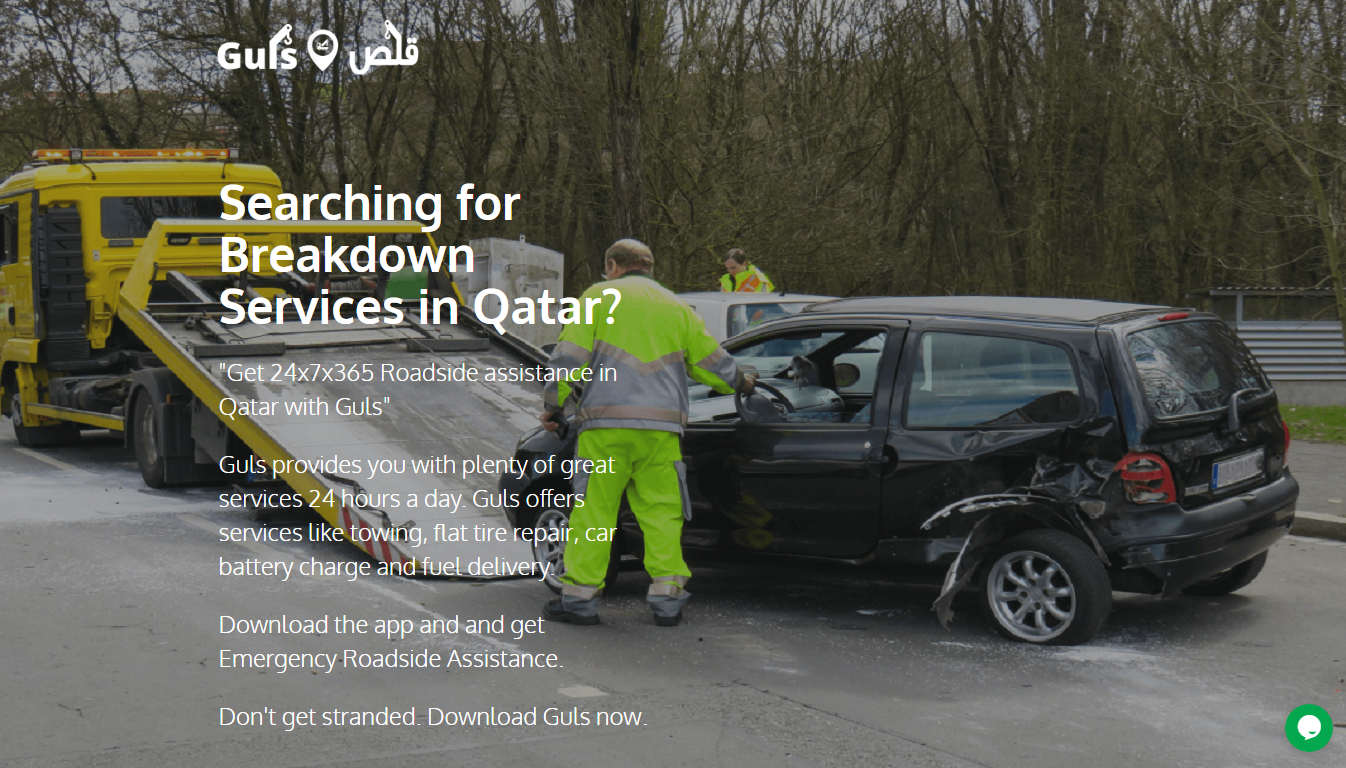 Guls قلص
Searching for
Breakdown
Services in Qatar?
"Get 24x7x365 Roadside assistance in
Qatar with Guls"
Guls provides you with plenty of great
services 24 hours a day. Guls offers
services like towing, flat tire repair, car
battery charge and fuel delivery.
Download the app and and get
Emergency Roadside Assistance.
Don't get stranded. Download Guls now.